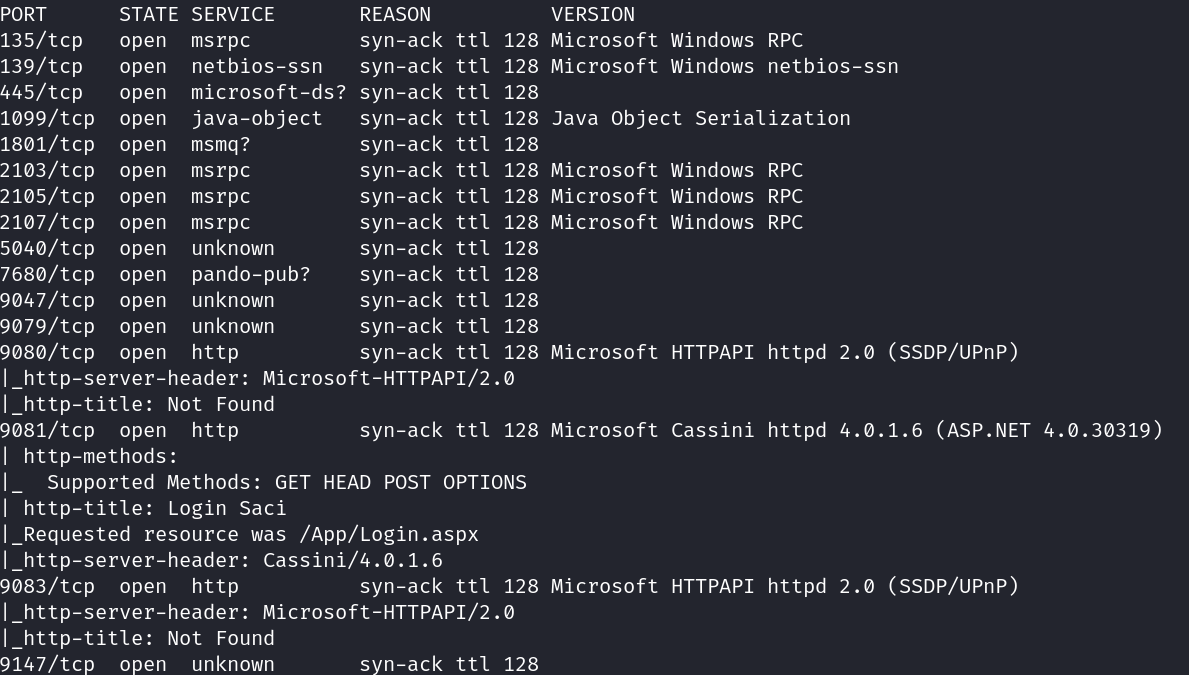 PORT STATE SERVICE REASON VERSION
135/tcp open msrpc syn-ack ttl 128 Microsoft Windows RPC
139/tcp open netbios-ssn syn-ack ttl 128 Microsoft Windows netbios-ssn
445/tcp open microsoft-ds? syn-ack ttl 128
1099/tcp open java-object syn-ack ttl 128 Java Object Serialization
1801/tcp open msmq? syn-ack ttl 128
2103/tcp open msrpc syn-ack ttl 128 Microsoft Windows RPC
2105/tcp open msrpc syn-ack ttl 128 Microsoft Windows RPC
2107/tcp open msrpc syn-ack ttl 128 Microsoft Windows RPC
5040/tcp open unknown syn-ack ttl 128
7680/tcp open pando-pub? syn-ack ttl 128
9047/tcp open unknown syn-ack ttl 128
9079/tcp open unknown syn-ack ttl 128
9080/tcp open http syn-ack ttl 128 Microsoft HTTPAPI httpd 2.0 (SSDP/UPnP)
|_http-server-header: Microsoft-HTTPAPI/2.0
|_http-title: Not Found
9081/tcp open http syn-ack ttl 128 Microsoft Cassini httpd 4.0.1.6 (ASP.NET 4.0.30319)
| http-methods:
|_  Supported Methods: GET HEAD POST OPTIONS
| http-title: Login Saci
|_Requested resource was /App/Login.aspx
|_http-server-header: Cassini/4.0.1.6
9083/tcp open http syn-ack ttl 128 Microsoft HTTPAPI httpd 2.0 (SSDP/UPnP)
|_http-server-header: Microsoft-HTTPAPI/2.0
|_http-title: Not Found
9147/tcp open unknown syn-ack ttl 128